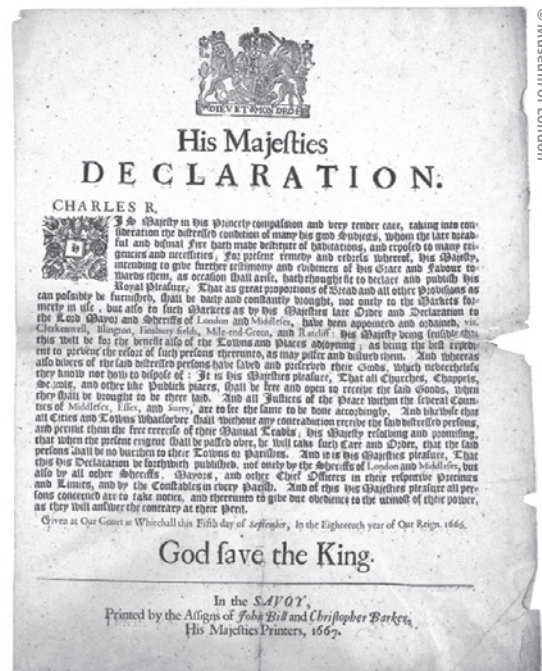 DIEV ET MON DROI
His Majeſties
DECLARATION.
CHARLES R,
HIS Majeſty in His Princely compaſſion and very tender care, taking into con-
ſideration the diſtreſſed condition of many his good Subjects, whom the late dread-
ful and diſmal Fire hath made deſtitute of habitations, and expoſed to many exi-
gencies and neceſſities; For preſent remedy and redreſs whereof, His Majeſty,
intending to give further teſtimony and evidences of His Grace and Favour to-
wards them, as occaſion ſhall ariſe, hath thought fit to declare and publiſh His
Royal Pleaſure, That as great proportions of Bread and all other Proviſions as
can poſſibly be furniſhed, ſhall be daily and conſtantly brought, not onely to the Markets for-
merly in uſe, but alſo to ſuch Markets as by His Majeſties late Order and Declaration to
the Lord Mayor and Sheriffs of London and Middleſex, have been appointed and ordained, viz.
Clerkenwell, Iſlington, Finsbury fields, Mile-end-Green, and Ratcliff: His Majeſty being ſenſible that
this will be for the benefit alſo of the Towns and Places adjoyning, as being the beſt expedi-
ent to prevent the reſort of ſuch perſons thereunto, as may pilfer and diſturb them. And whereas
alſo divers of the ſaid diſtreſſed perſons have ſaved and preſerved their Goods, which nevertheleſs
they know not how to diſpoſe of: It is His Majeſties pleaſure, That all Churches, Chappels,
Schools, and other like Publick places, ſhall be free and open to receive the ſaid Goods, when
they ſhall be brought to be there laid. And all Juſtices of the Peace within the ſeveral Coun-
ties of Middleſex, Eſſex, and Surry, are to ſee the ſame to be done accordingly. And likewiſe that
all Cities and Towns whatſoever ſhall without any contradiction receive the ſaid diſtreſſed perſons,
and permit them the free exerciſe of their Manual Trades; His Majeſty reſolving and promiſing,
that when the preſent exigent ſhall be paſſed over, he will take ſuch Care and Order, that the ſaid
perſons ſhall be no burthen to their Towns or Pariſhes. And it is His Majeſties pleaſure, That
this His Declaration be forthwith publiſhed, not onely by the Sheriffs of London and Middleſex, but
alſo by all other Sheriffs, Mayors, and other Chief Officers in their reſpective Precincts
and Limits, and by the Conſtables in every Pariſh. And of this His Majeſties pleaſure all per-
ſons concerned are to take notice, and thereunto to give due obedience to the utmoſt of their power,
as they will anſwer the contrary at their Peril.
Given at Our Court at Whitehall this Fifth day of September, In the Eighteenth year of Our Reign. 1666.
God ſave the King.
In the SAVOY,
Printed by the Aſſigns of John Bill and Chriſtopher Barker,
His Majeſties Printers, 1667.
© Museum of London